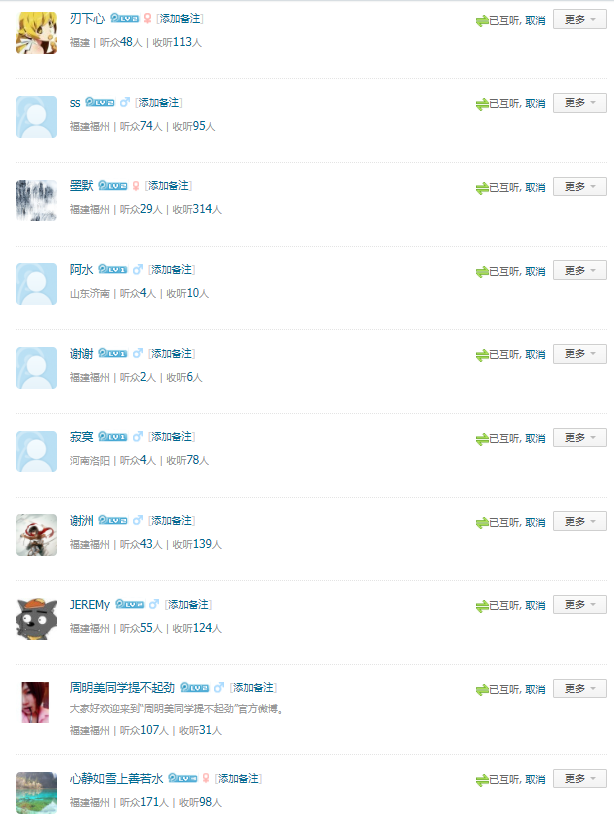 刃下心 [添加备注] 已互听, 取消 更多
福建 | 听众48人 | 收听113人
ss LV 2 [添加备注] 已互听, 取消 更多
福建福州 | 听众74人 | 收听95人
墨默 [添加备注] 已互听, 取消 更多
福建福州 | 听众29人 | 收听314人
阿水 LV 1 [添加备注] 已互听, 取消 更多
山东济南 | 听众4人 | 收听10人
谢谢 LV 1 [添加备注] 已互听, 取消 更多
福建福州 | 听众2人 | 收听6人
寂寞 [添加备注] 已互听, 取消 更多
河南洛阳 | 听众4人 | 收听78人
谢洲 [添加备注] 已互听, 取消 更多
福建福州 | 听众43人 | 收听139人
JEREMy [添加备注] 已互听, 取消 更多
福建福州 | 听众55人 | 收听124人
周明美同学提不起劲 [添加备注] 已互听, 取消 更多
大家好欢迎来到“周明美同学提不起劲”官方微博。
福建福州 | 听众107人 | 收听31人
心静如雪上善若水 [添加备注] 已互听, 取消 更多
福建福州 | 听众171人 | 收听98人